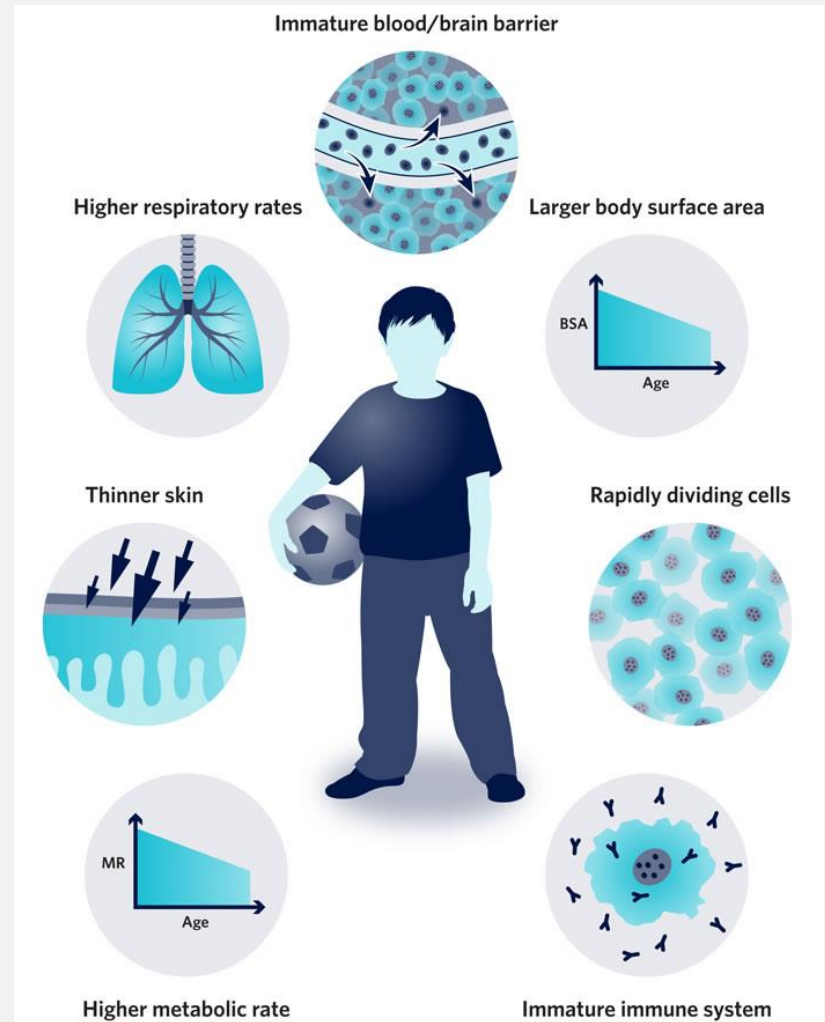 Immature blood/brain barrier
Higher respiratory rates
Larger body surface area
BSA
Age
Thinner skin
Rapidly dividing cells
MR
Age
Higher metabolic rate
Immature immune system